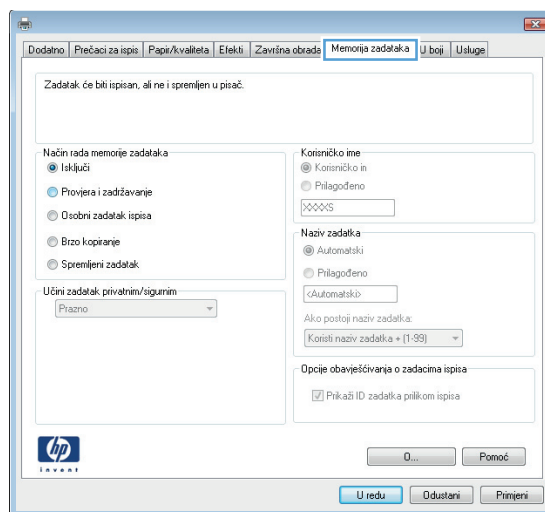 Dodatno Prečaci za ispis Papir/kvaliteta Efekti Završna obrada Memorija zadataka U boji Usluge
Zadatak će biti ispisan, ali ne i spremljen u pisač.
Način rada memorije zadataka
Isključi
Provjera i zadržavanje
Osobni zadatak ispisa
Brzo kopiranje
Spremljeni zadatak
Učini zadatak privatnim/sigurnim
Prazno
Korisničko ime
Korisničko in
Prilagođeno
XXXXS
Naziv zadatka
Automatski
Prilagođeno
<Automatski>
Ako postoji naziv zadatka:
Koristi naziv zadatka + (1-99)
Opcije obavješćivanja o zadacima ispisa
Prikaži ID zadatka prilikom ispisa
hp
invent
O... Pomoć
U redu Odustani Primjeni